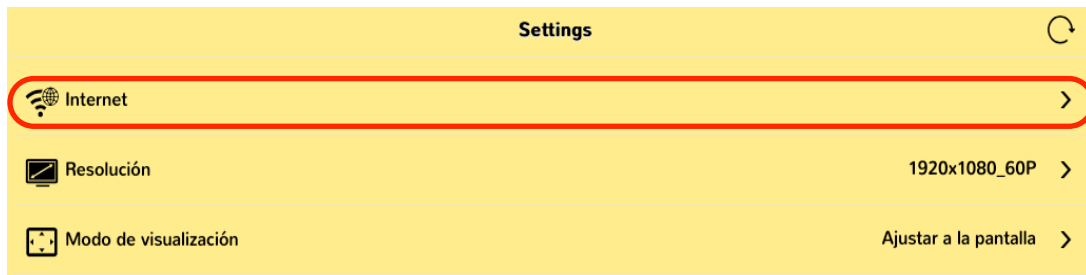 Settings
Internet
Resolución 1920x1080_60P
Modo de visualización Ajustar a la pantalla